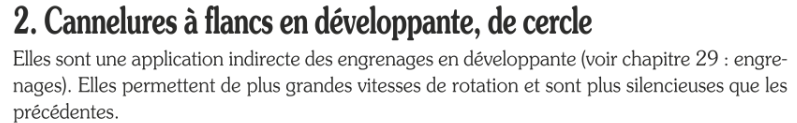 2. Cannelures à flancs en développante, de cercle
Elles sont une application indirecte des engrenages en développante (voir chapitre 29 : engre-
nages). Elles permettent de plus grandes vitesses de rotation et sont plus silencieuses que les
précédentes.